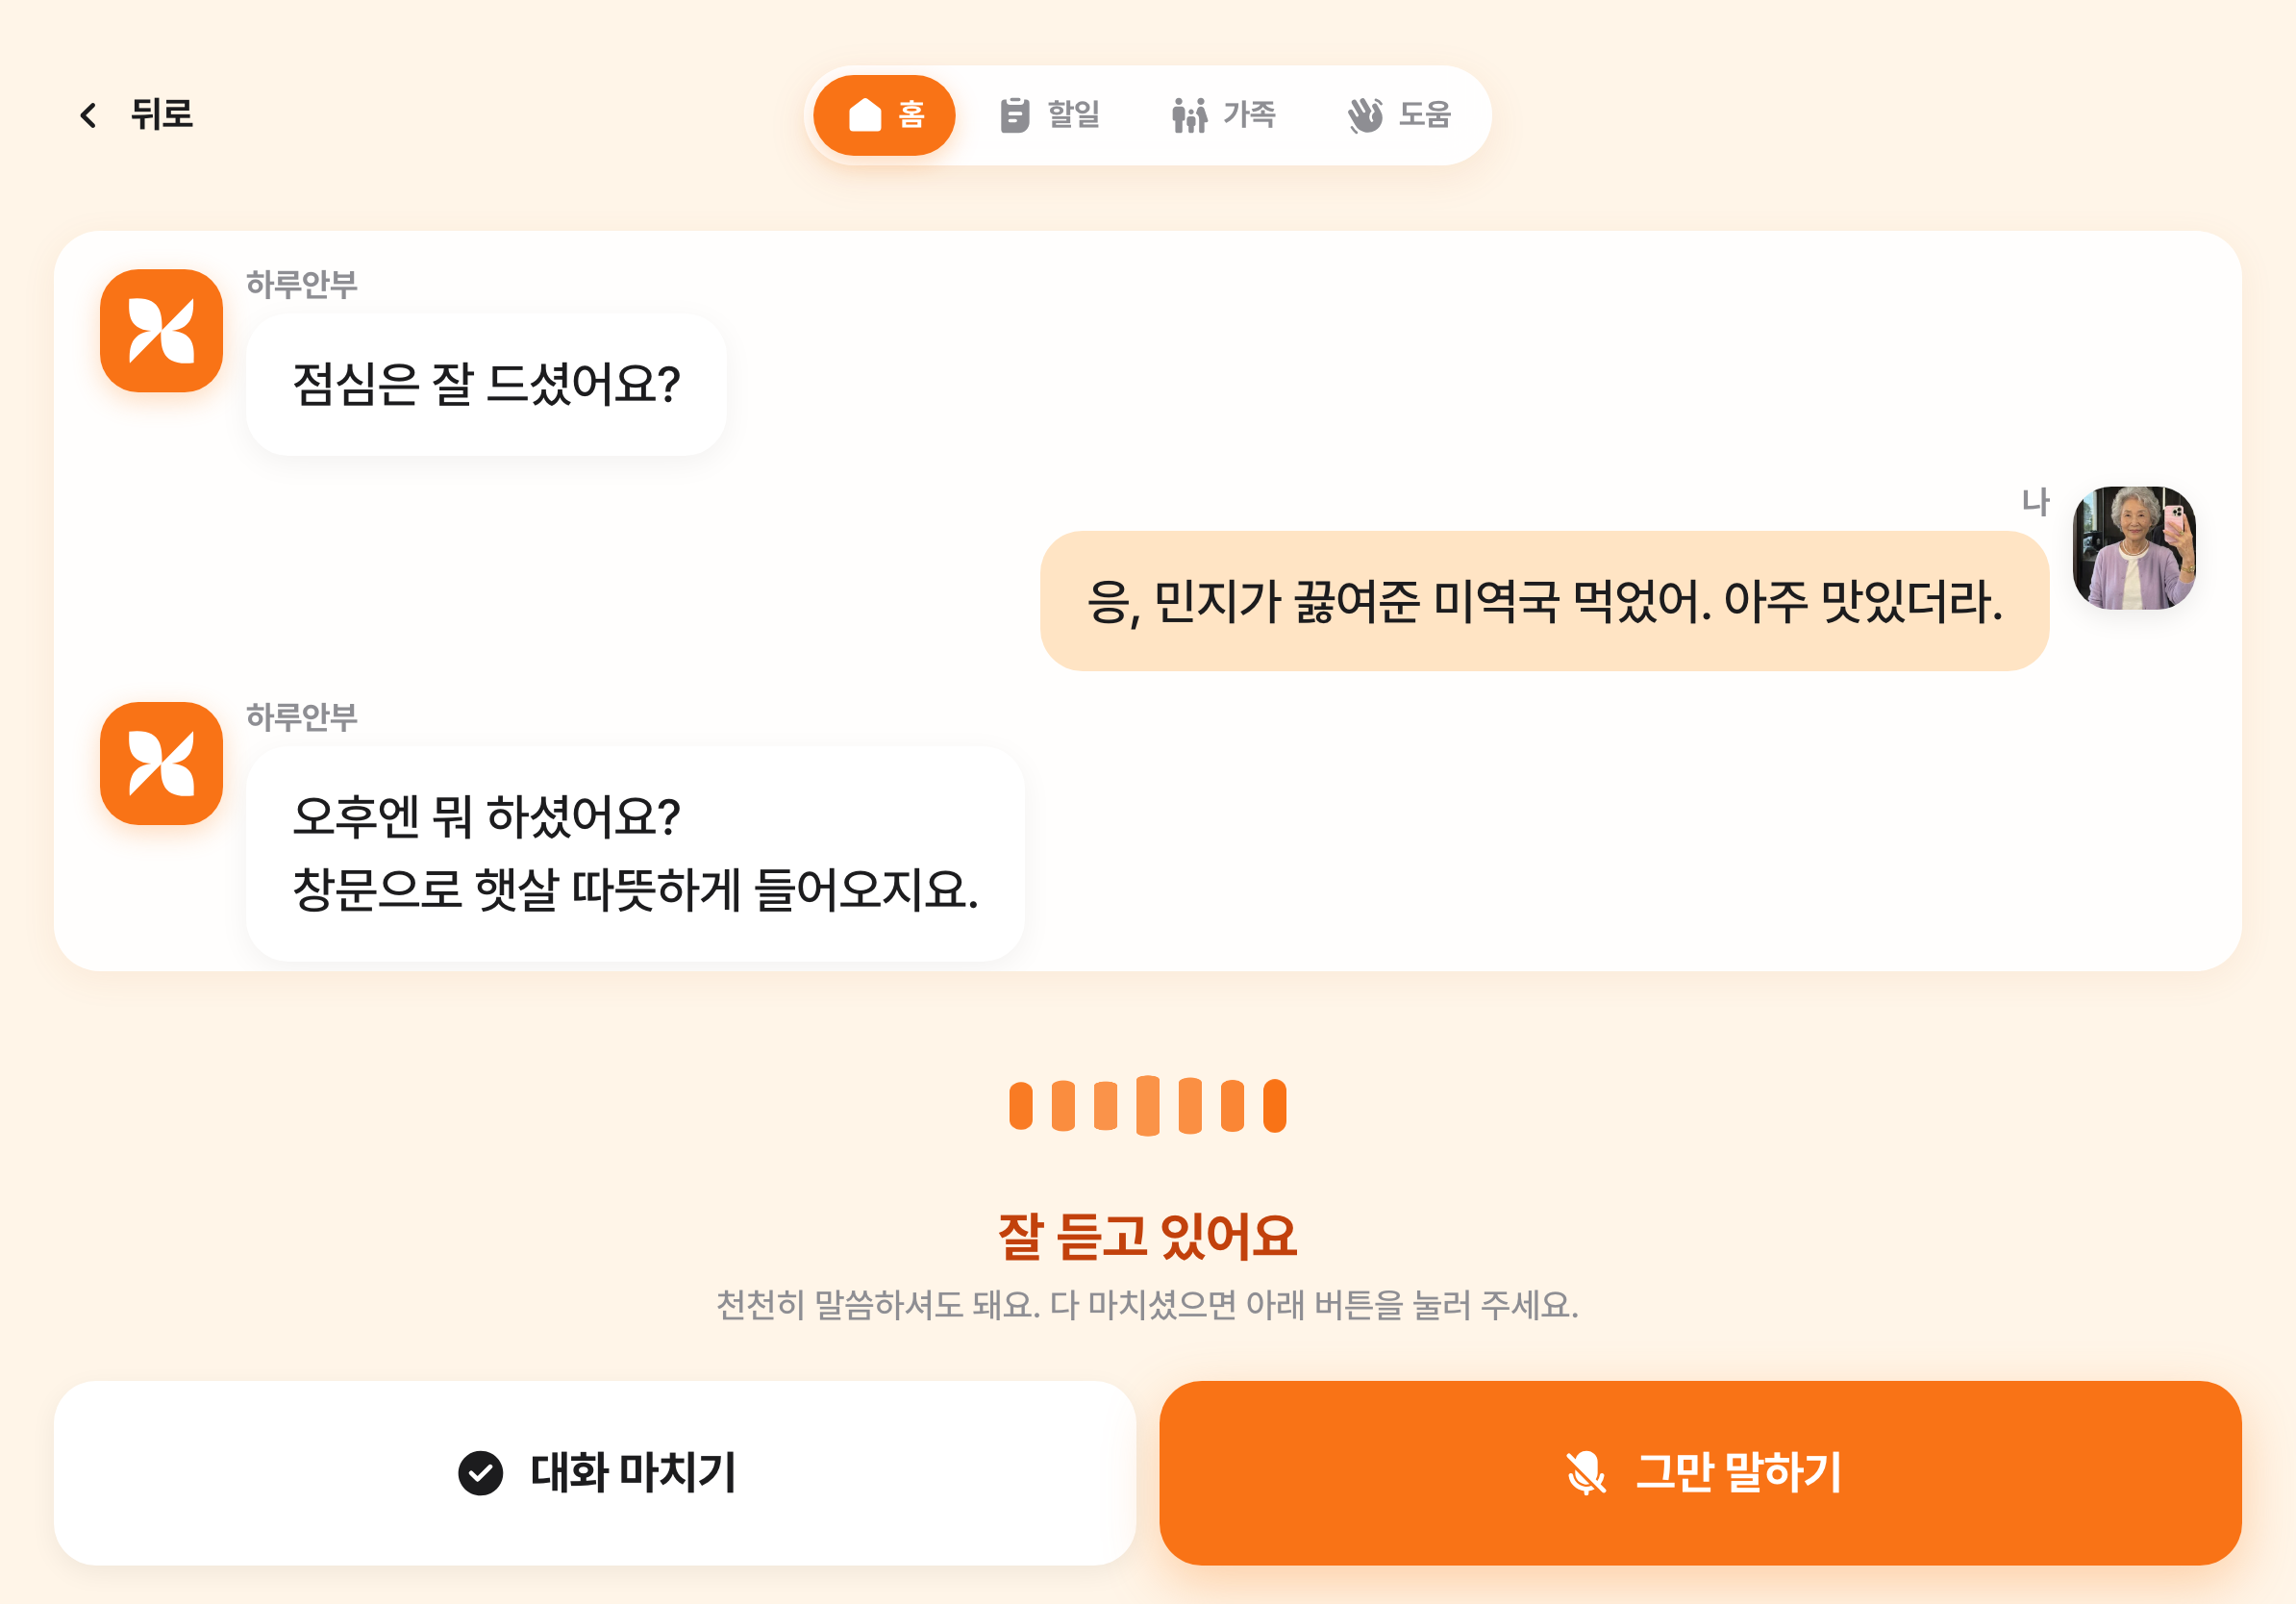 뒤로
홈
할일
가족
도움
하루안부
점심은 잘 드셨어요?
나
응, 민지가 끓여준 미역국 먹었어. 아주 맛있더라.
하루안부
오후엔 뭐 하셨어요?
창문으로 햇살 따뜻하게 들어오지요.
잘 듣고 있어요
천천히 말씀하셔도 돼요. 다 마치셨으면 아래 버튼을 눌러 주세요.
대화 마치기
그만 말하기